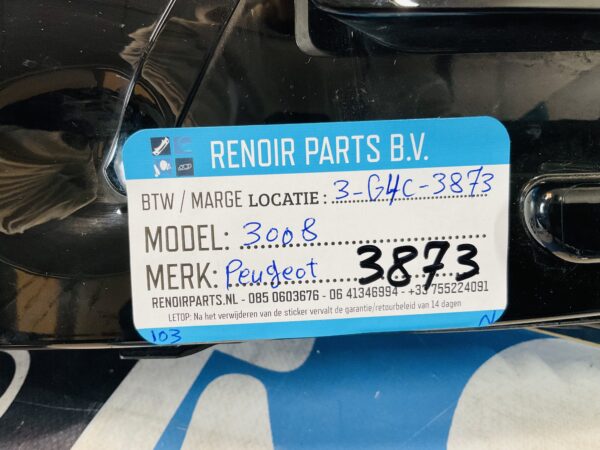 RENOIR PARTS B.V.
BTW / MARGE LOCATIE: 3-G4C-3873
MODEL: 3008
MERK: Peugeot 3873
RENOIRPARTS.NL - 085 0603676 - 06 41346994 - +33 755224091
LETOP: Na het verwijderen van de sticker vervalt de garantie/retourbeleid van 14 dagen
103 N